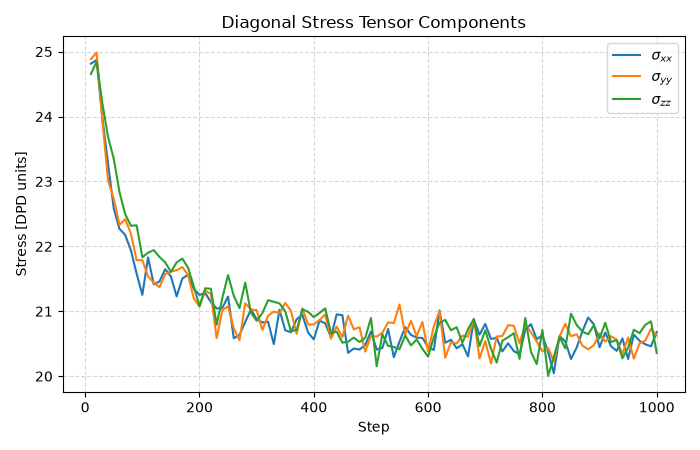 Diagonal Stress Tensor Components
Stress [DPD units]
25
24
23
22
21
20
σxx
σyy
σzz
0 200 400 600 800 1000
Step